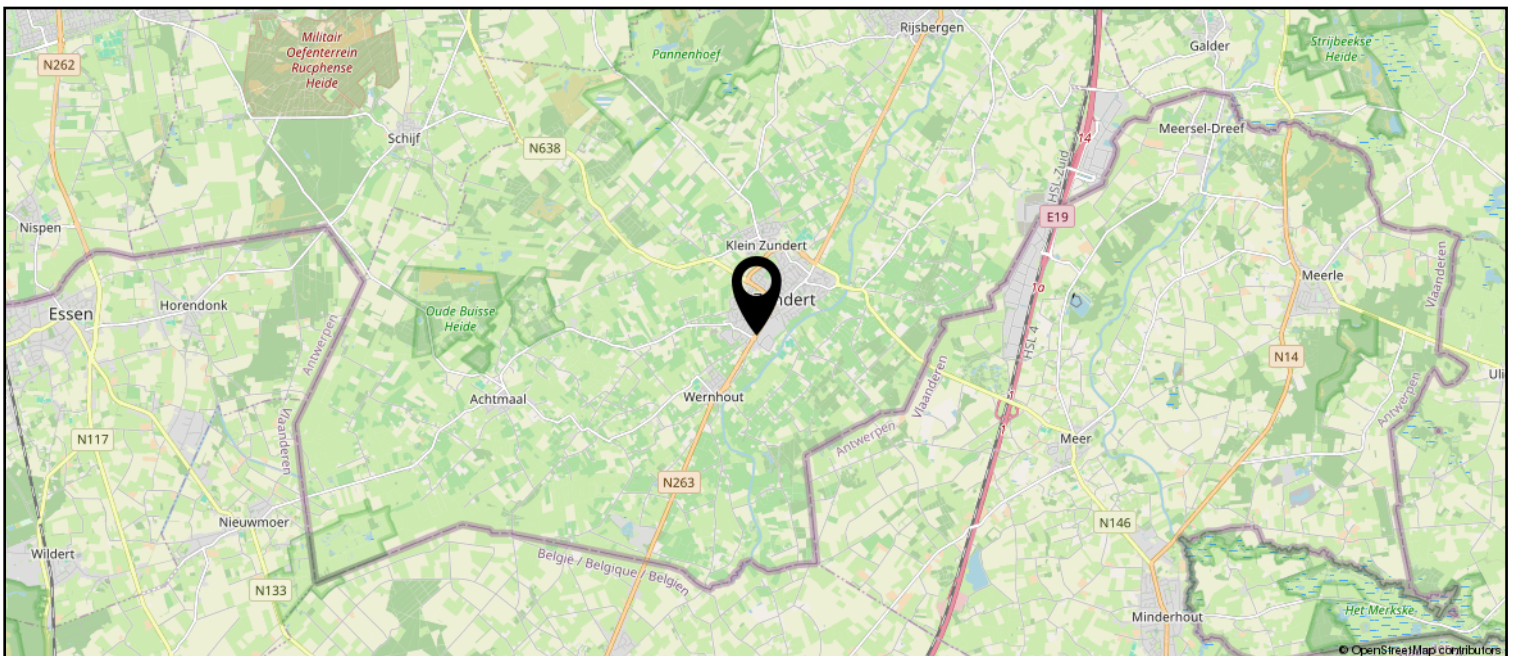 Rijsbergen
Militair
Oefenterrein
Rucphense
Heide
Galder
Strijbeekse
Heide
Pannenhoef
N262
Schijf
Meersel-Dreef
14
N638
HSL-Zuid
E19
Nispen
Klein Zundert
Vlaanderen
Meerle
1a
Horendonk
Essen
Oude Buisse
Heide
Antwerpen
HSL 4
N14
Vlaanderen
Achtmaal
Wernhout
1
Antwerpen
Vlaanderen
N117
Antwerpen
Meer
N263
Nieuwmoer
N146
Wildert
België / Belgique / Belgien
N133
Het Merkske
Minderhout
© OpenStreetMap contributors